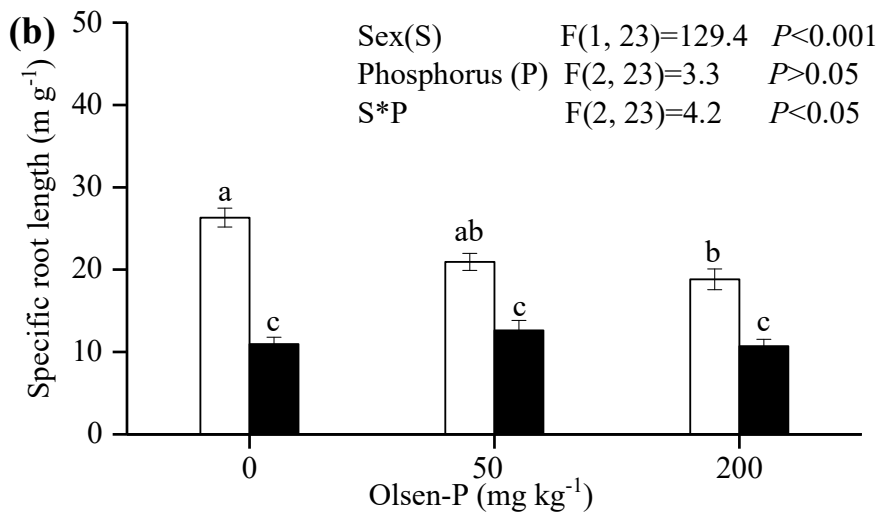 (b)
Sex(S) F(1, 23)=129.4 P<0.001
Phosphorus (P) F(2, 23)=3.3 P>0.05
S*P F(2, 23)=4.2 P<0.05
Specific root length (m g⁻¹)
50
40
30
20
10
0
a
c
ab
c
b
c
0 50 200
Olsen-P (mg kg⁻¹)